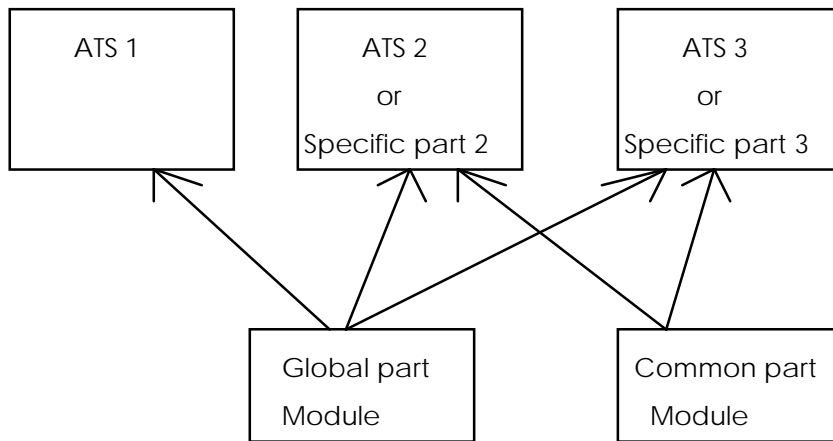 ATS 1
ATS 2
or
Specific part 2
ATS 3
or
Specific part 3
Global part
Module
Common part
Module